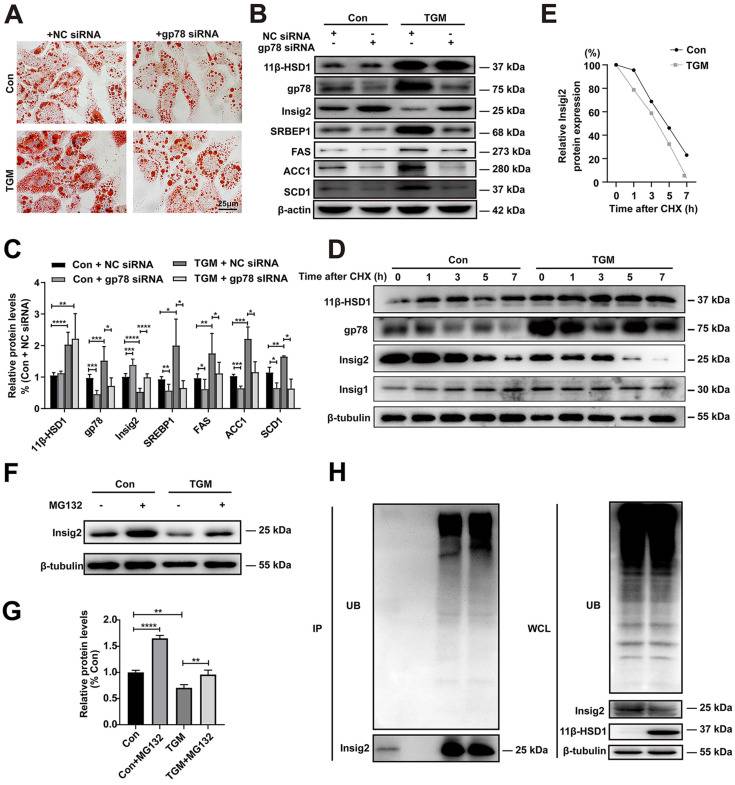 A
+NC siRNA
+gp78 siRNA
Con
TGM
25μm
B
Con
TGM
NC siRNA + - + -
gp78 siRNA - + - +
11β-HSD1
37 kDa
gp78
75 kDa
Insig2
25 kDa
SRBEP1
68 kDa
FAS
273 kDa
ACC1
280 kDa
SCD1
37 kDa
β-actin
42 kDa
E
(%)
Con
TGM
100
80
60
40
20
0
Relative Insigi2
protein expression
0 1 3 5 7
Time after CHX (h)
C
Con + NC siRNA
TGM + NC siRNA
Con + gp78 siRNA
TGM + gp78 siRNA
Relative protein levels
% (Con + NC siRNA)
4
3
2
1
0
** **** * *** **** **** *** **** * * ** ** * * *** * *** ** * *
11β-HSD1
gp78
Insig2
SREBP1
FAS
ACC1
SCD1
D
Con
TGM
Time after CHX (h) 0 1 3 5 7 0 1 3 5 7
11β-HSD1
37 kDa
gp78
75 kDa
Insig2
25 kDa
Insig1
30 kDa
β-tubulin
55 kDa
F
Con
TGM
MG132 - + - +
Insig2
25 kDa
β-tubulin
55 kDa
G
Relative protein levels
(% Con)
2.0
1.5
1.0
0.5
0.0
**
****
**
Con
Con+MG132
TGM
TGM+MG132
H
IP
UB
Insig2
25 kDa
WCL
UB
Insig2
25 kDa
11β-HSD1
37 kDa
β-tubulin
55 kDa